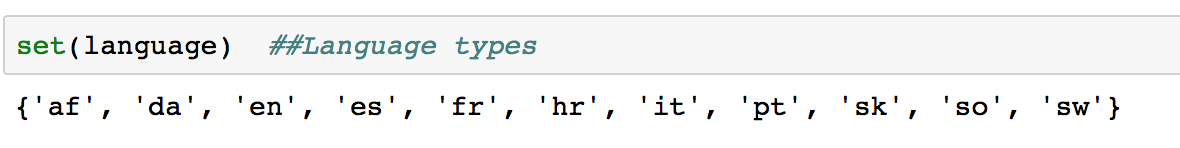 set(language)  ##Language types
{'af', 'da', 'en', 'es', 'fr', 'hr', 'it', 'pt', 'sk', 'so', 'sw'}